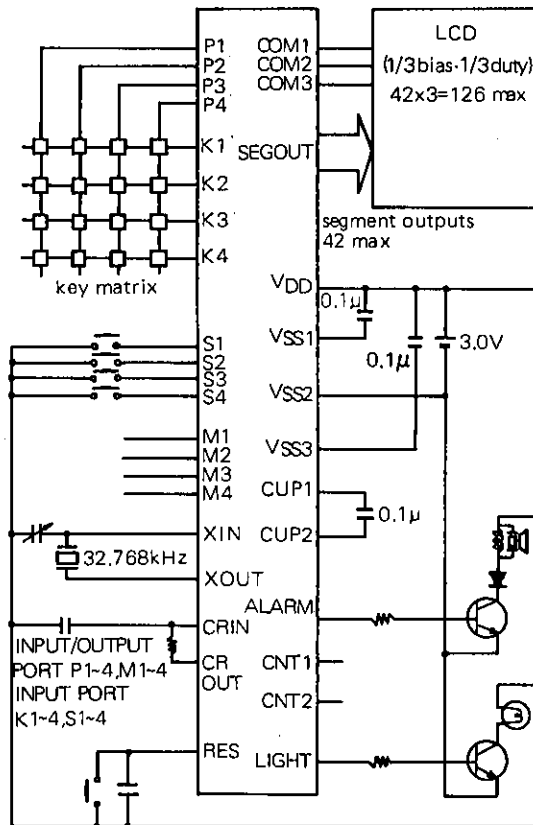 P1
P2
P3
P4
K1
K2
K3
K4
key matrix
S1
S2
S3
S4
M1
M2
M3
M4
XIN
32,768kHz
XOUT
CRIN
CR
OUT
INPUT/OUTPUT
PORT P1~4,M1~4
INPUT PORT
K1~4,S1~4
RES
COM1
COM2
COM3
SEGOUT
LCD
(1/3bias·1/3duty)
42x3=126 max
segment outputs
42 max
VDD
0.1μ
VSS1
0.1μ
3.0V
VSS2
VSS3
CUP1
0.1μ
CUP2
ALARM
CNT1
CNT2
LIGHT